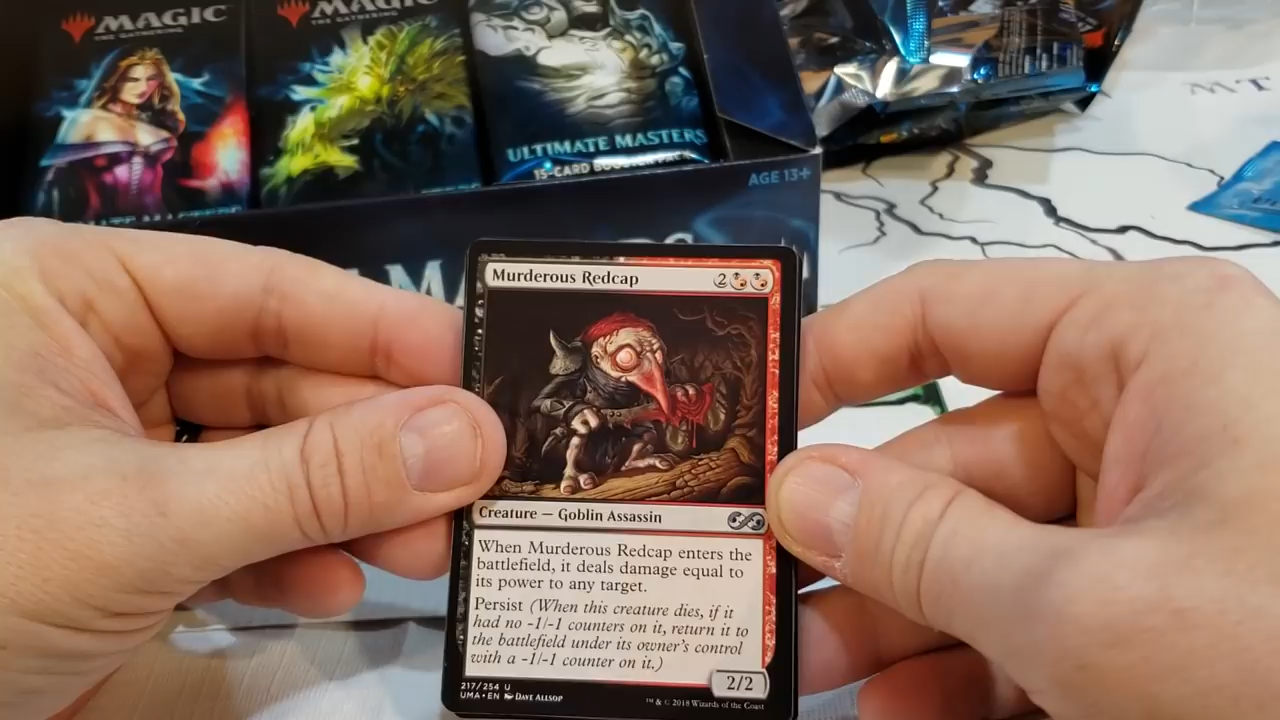 MAGIC
THE GATHERING
MAGIC
THE GATHERING
ULTIMATE MASTERS
15-CARD BOOSTER PACK
AGE 13+
MT
Murderous Redcap 2
Creature — Goblin Assassin
When Murderous Redcap enters the
battlefield, it deals damage equal to
its power to any target.
Persist (When this creature dies, if it
had no -1/-1 counters on it, return it to
the battlefield under its owner's control
with a -1/-1 counter on it.)
2/2
217/254 U
UMA • EN Dave Allsop
™ & © 2018 Wizards of the Coast